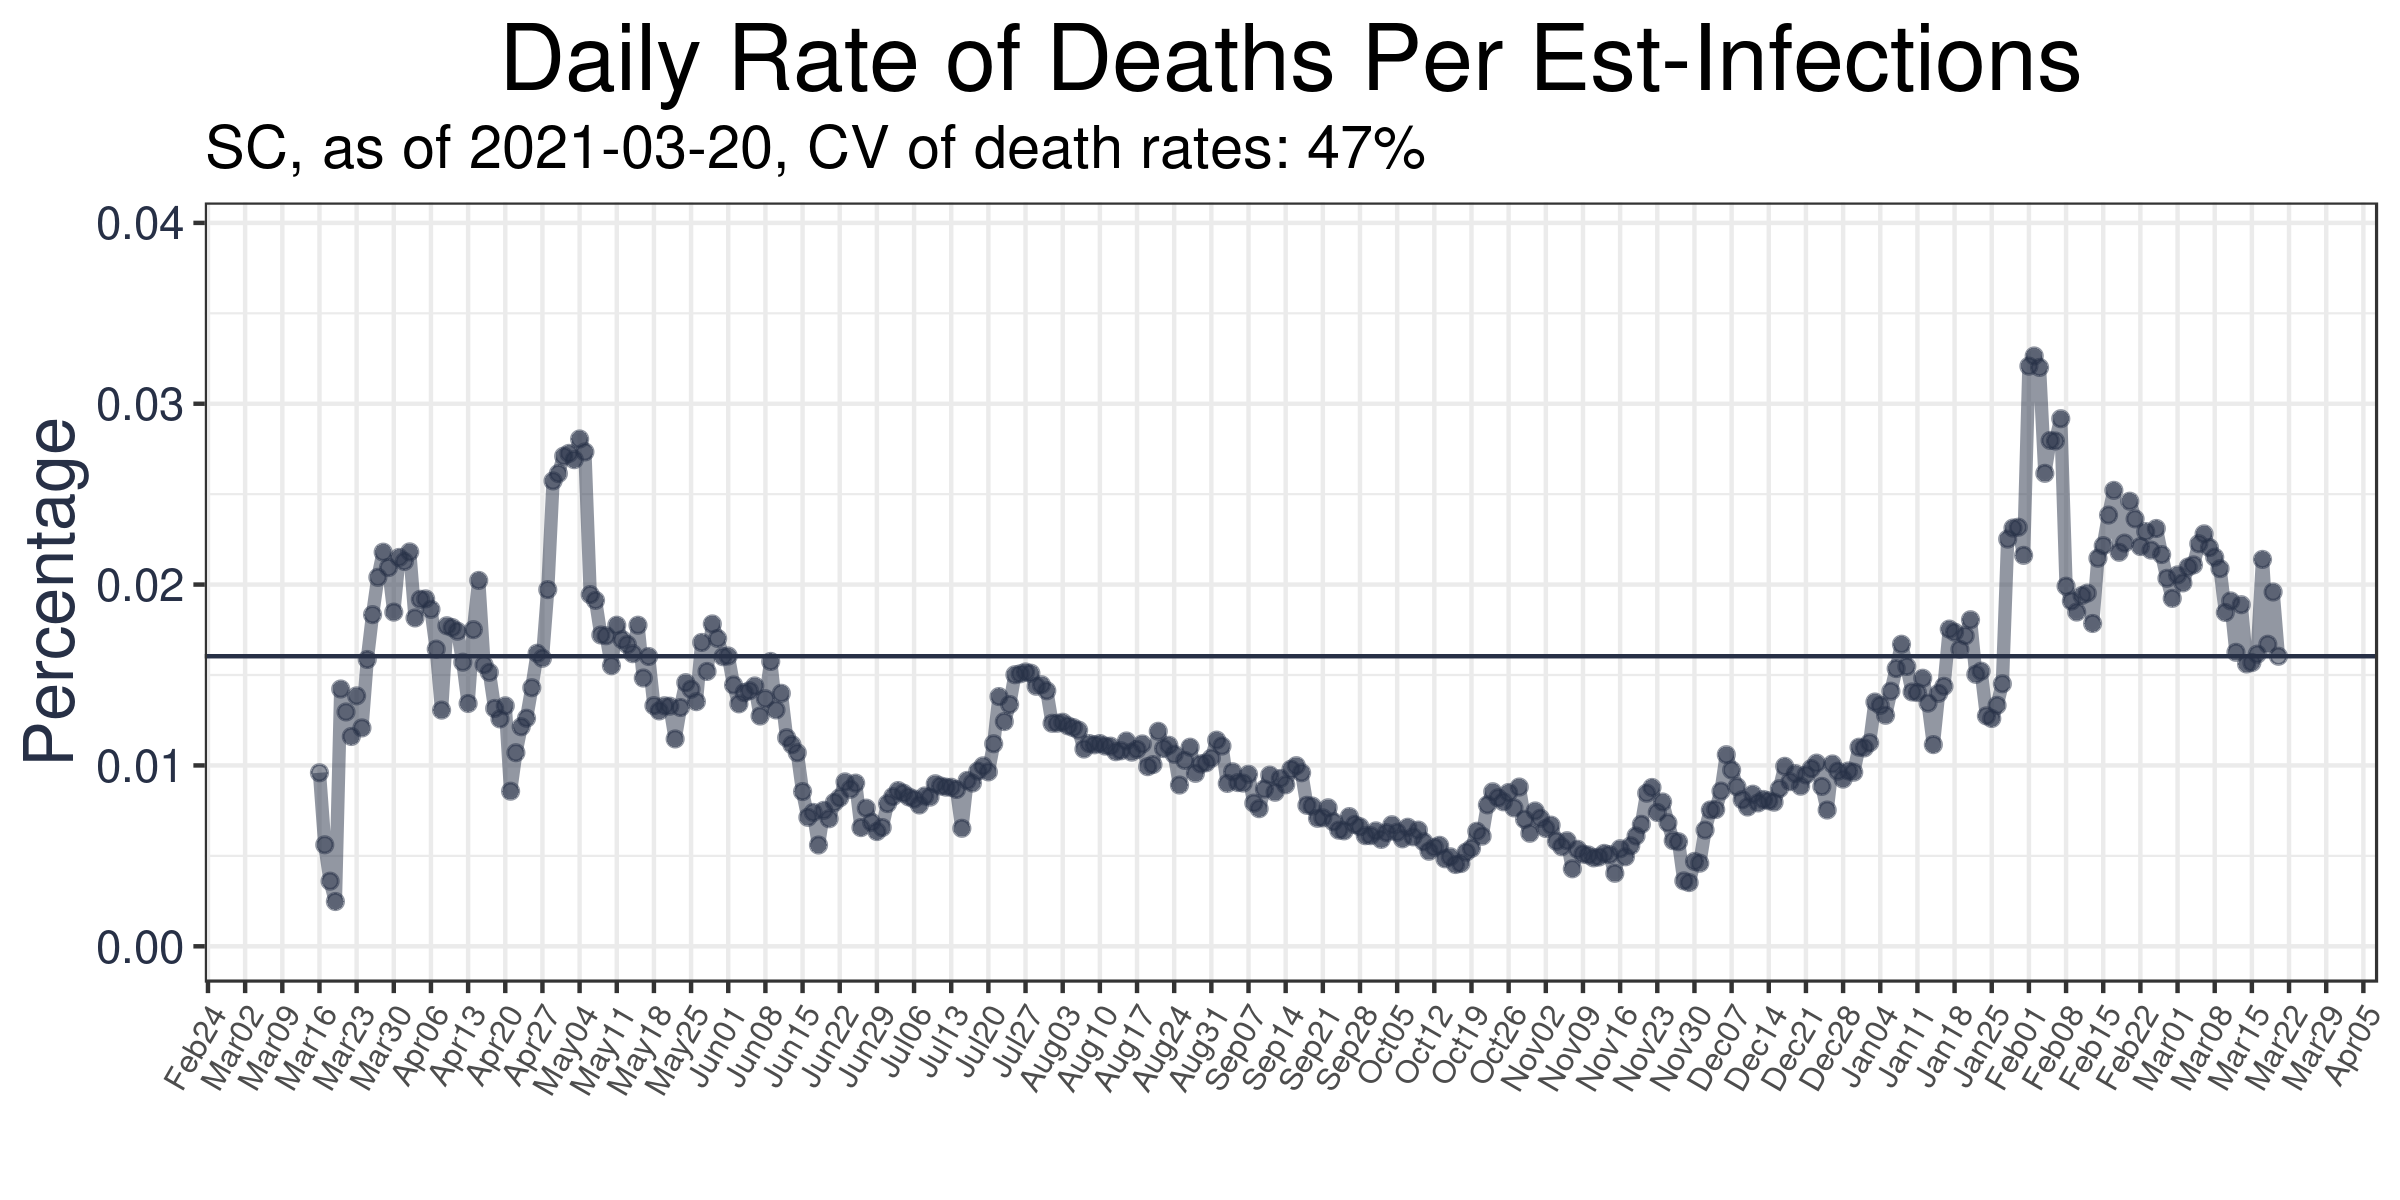 Daily Rate of Deaths Per Est-Infections
SC, as of 2021-03-20, CV of death rates: 47%
Percentage
0.04
0.03
0.02
0.01
0.00
Feb24
Mar02
Mar09
Mar16
Mar23
Mar30
Apr06
Apr13
Apr20
Apr27
May04
May11
May18
May25
Jun01
Jun08
Jun15
Jun22
Jun29
Jul06
Jul13
Jul20
Jul27
Aug03
Aug10
Aug17
Aug24
Aug31
Sep07
Sep14
Sep21
Sep28
Oct05
Oct12
Oct19
Oct26
Nov02
Nov09
Nov16
Nov23
Nov30
Dec07
Dec14
Dec21
Dec28
Jan04
Jan11
Jan18
Jan25
Feb01
Feb08
Feb15
Feb22
Mar01
Mar08
Mar15
Mar22
Mar29
Apr05